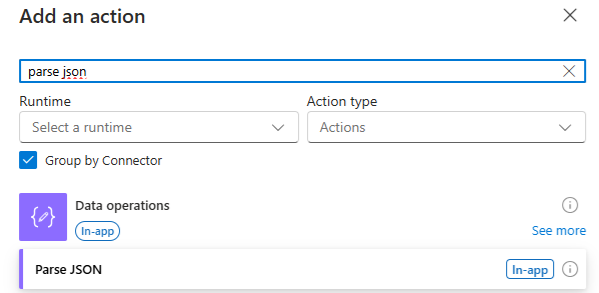 Add an action
parse json
Runtime
Action type
Select a runtime
Actions
Group by Connector
Data operations
In-app
See more
Parse JSON
In-app